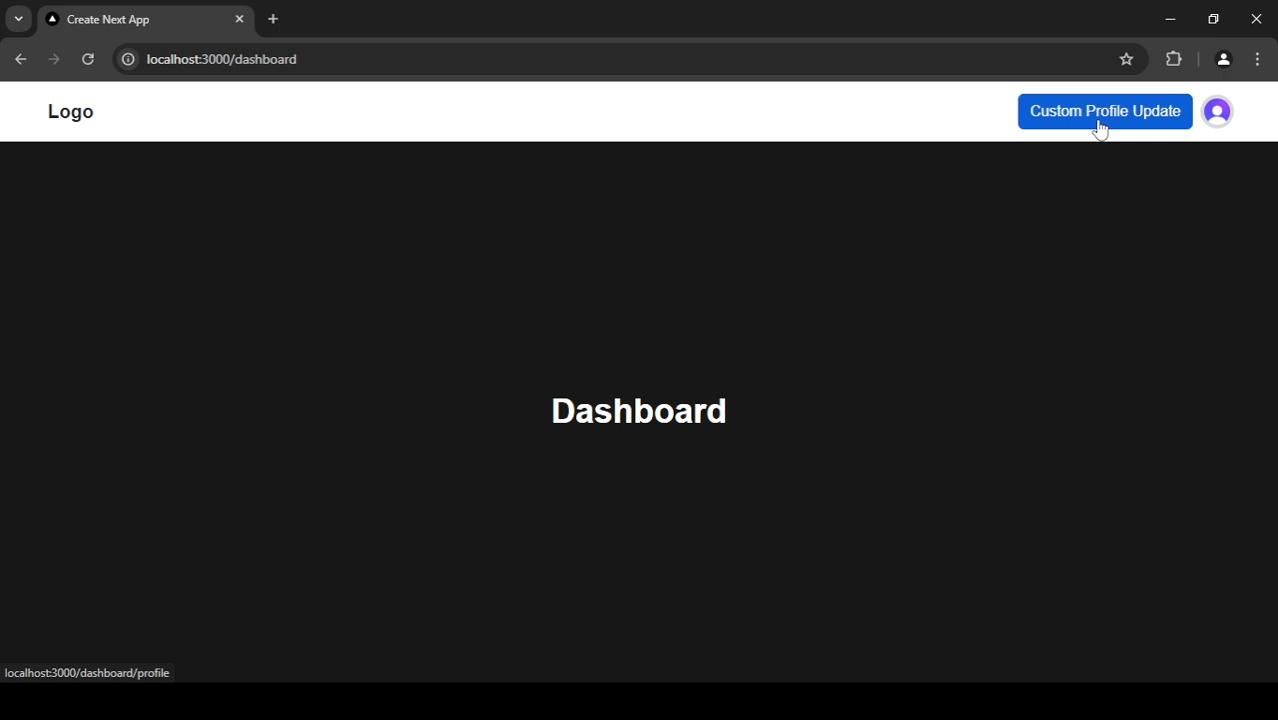 Create Next App
localhost:3000/dashboard
Logo
Custom Profile Update
Dashboard
localhost:3000/dashboard/profile